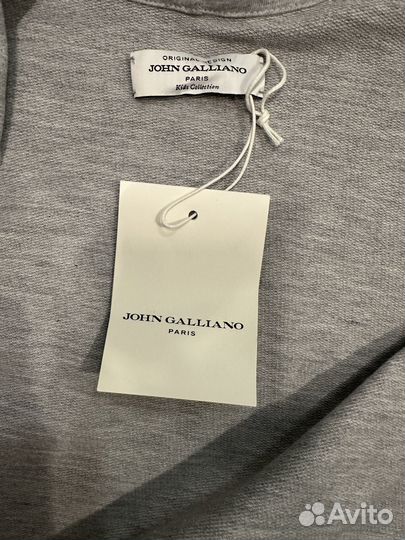 ORIGINAL DESIGN
JOHN GALLIANO
PARIS
Kids Collection
JOHN GALLIANO
PARIS
Avito